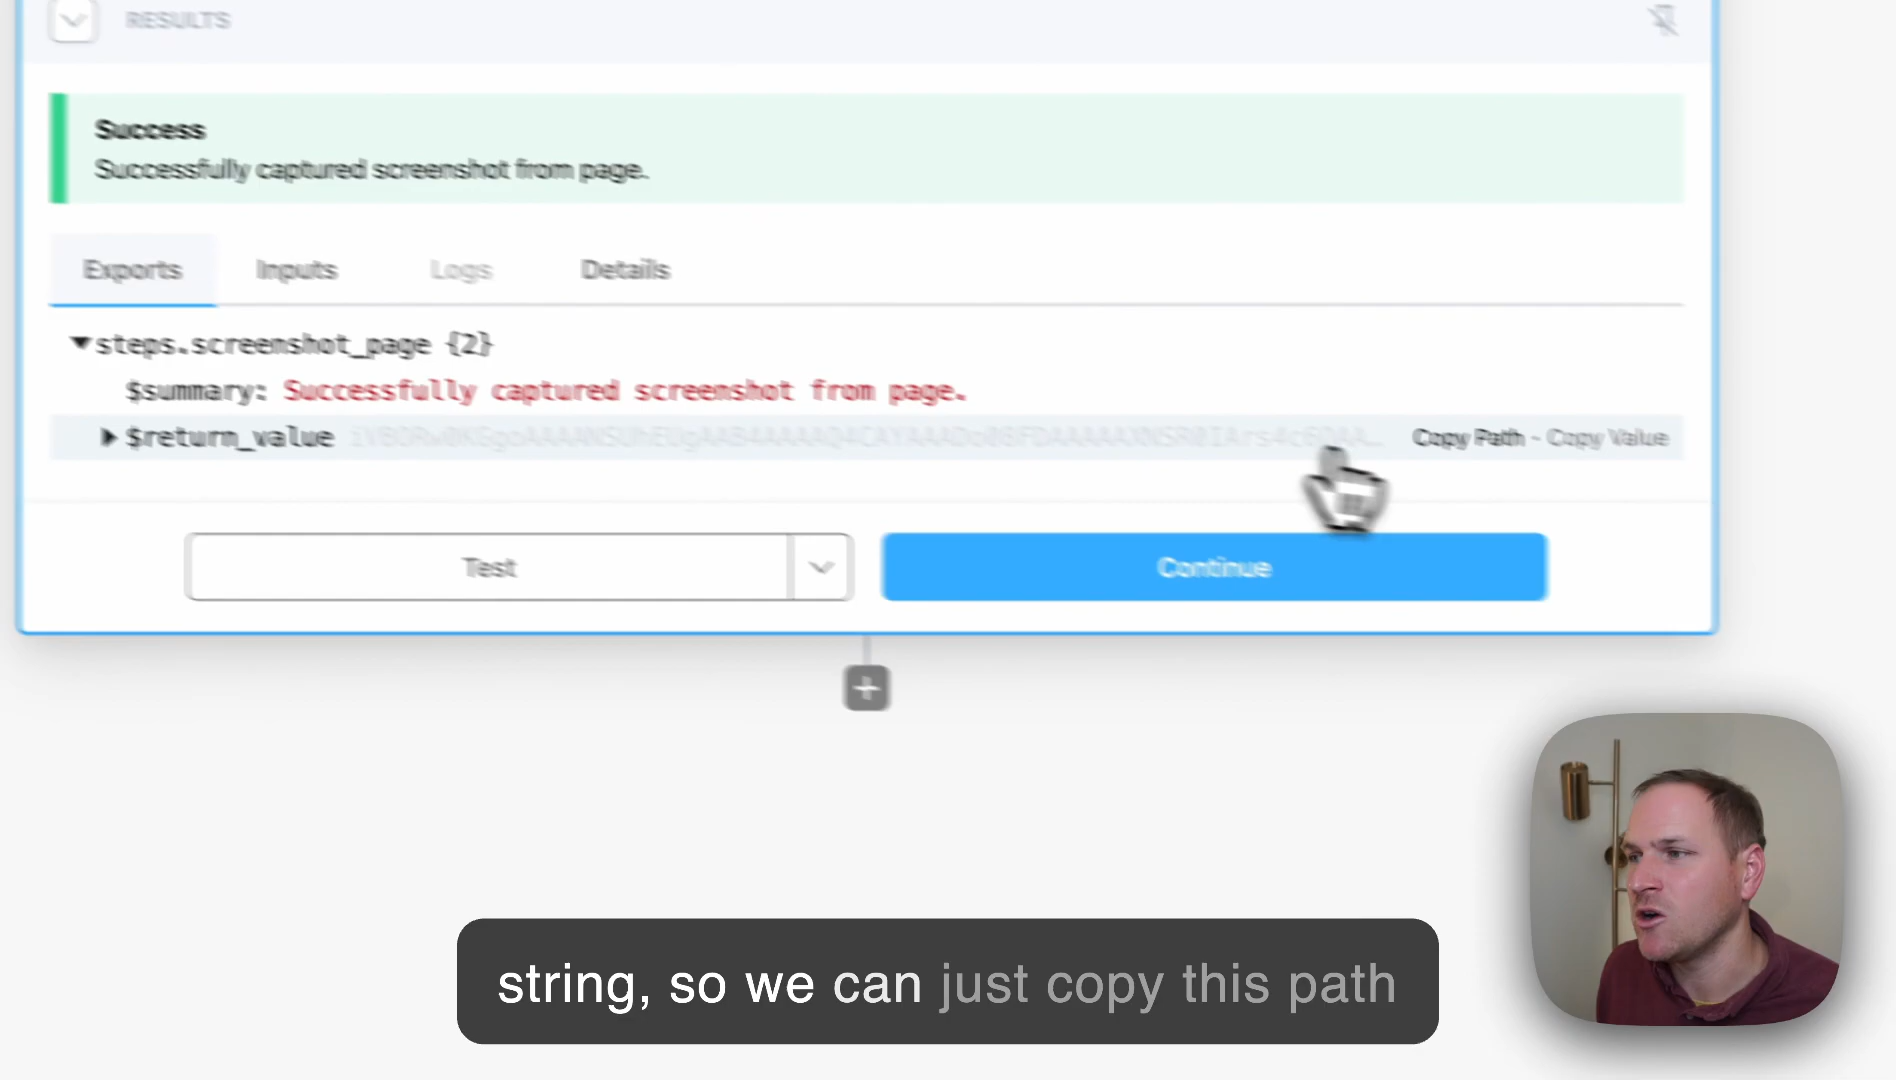 RESULTS
Success
Successfully captured screenshot from page.
Exports Inputs Logs Details
steps.screenshot_page {2}
$summary: Successfully captured screenshot from page.
$return_value Copy Path - Copy Value
Test Continue
string, so we can just copy this path